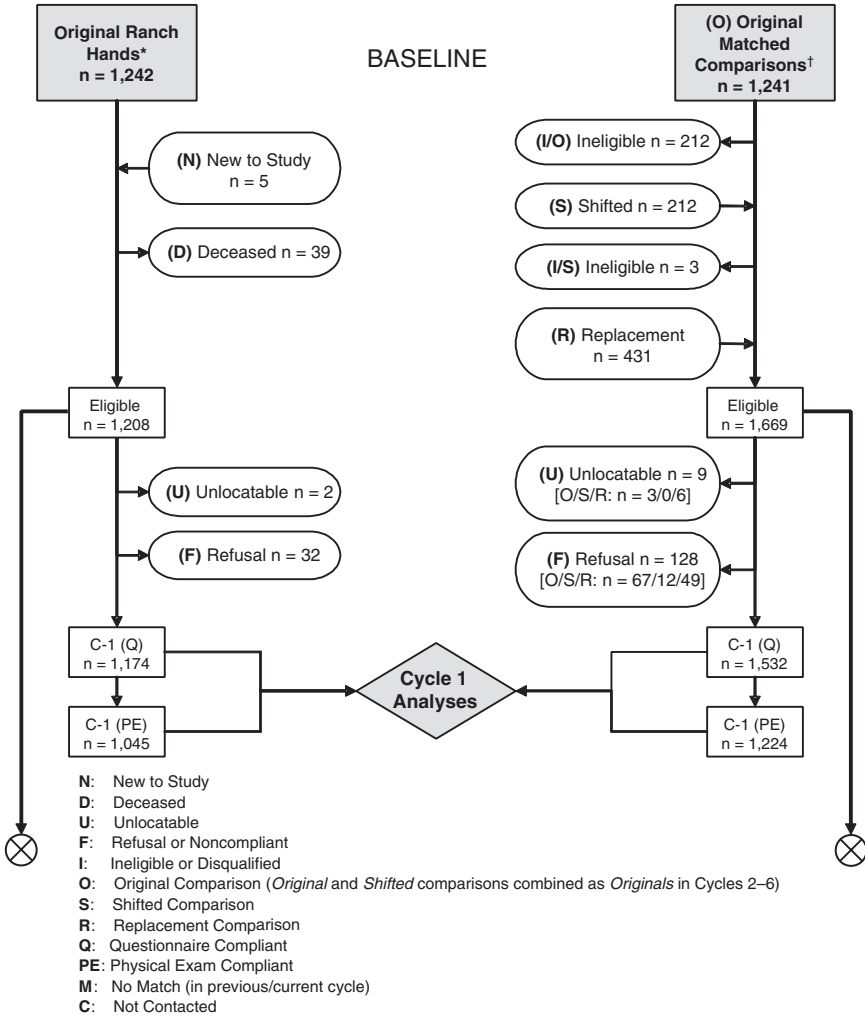 Original Ranch
Hands*
n = 1,242
BASELINE
(O) Original
Matched
Comparisons†
n = 1,241
(N) New to Study
n = 5
(D) Deceased n = 39
(I/O) Ineligible n = 212
(S) Shifted n = 212
(I/S) Ineligible n = 3
(R) Replacement
n = 431
Eligible
n = 1,208
Eligible
n = 1,669
(U) Unlocatable n = 2
(F) Refusal n = 32
(U) Unlocatable n = 9
[O/S/R: n = 3/0/6]
(F) Refusal n = 128
[O/S/R: n = 67/12/49]
C-1 (Q)
n = 1,174
C-1 (PE)
n = 1,045
Cycle 1
Analyses
C-1 (Q)
n = 1,532
C-1 (PE)
n = 1,224
N: New to Study
D: Deceased
U: Unlocatable
F: Refusal or Noncompliant
I: Ineligible or Disqualified
O: Original Comparison (Original and Shifted comparisons combined as Originals in Cycles 2–6)
S: Shifted Comparison
R: Replacement Comparison
Q: Questionnaire Compliant
PE: Physical Exam Compliant
M: No Match (in previous/current cycle)
C: Not Contacted